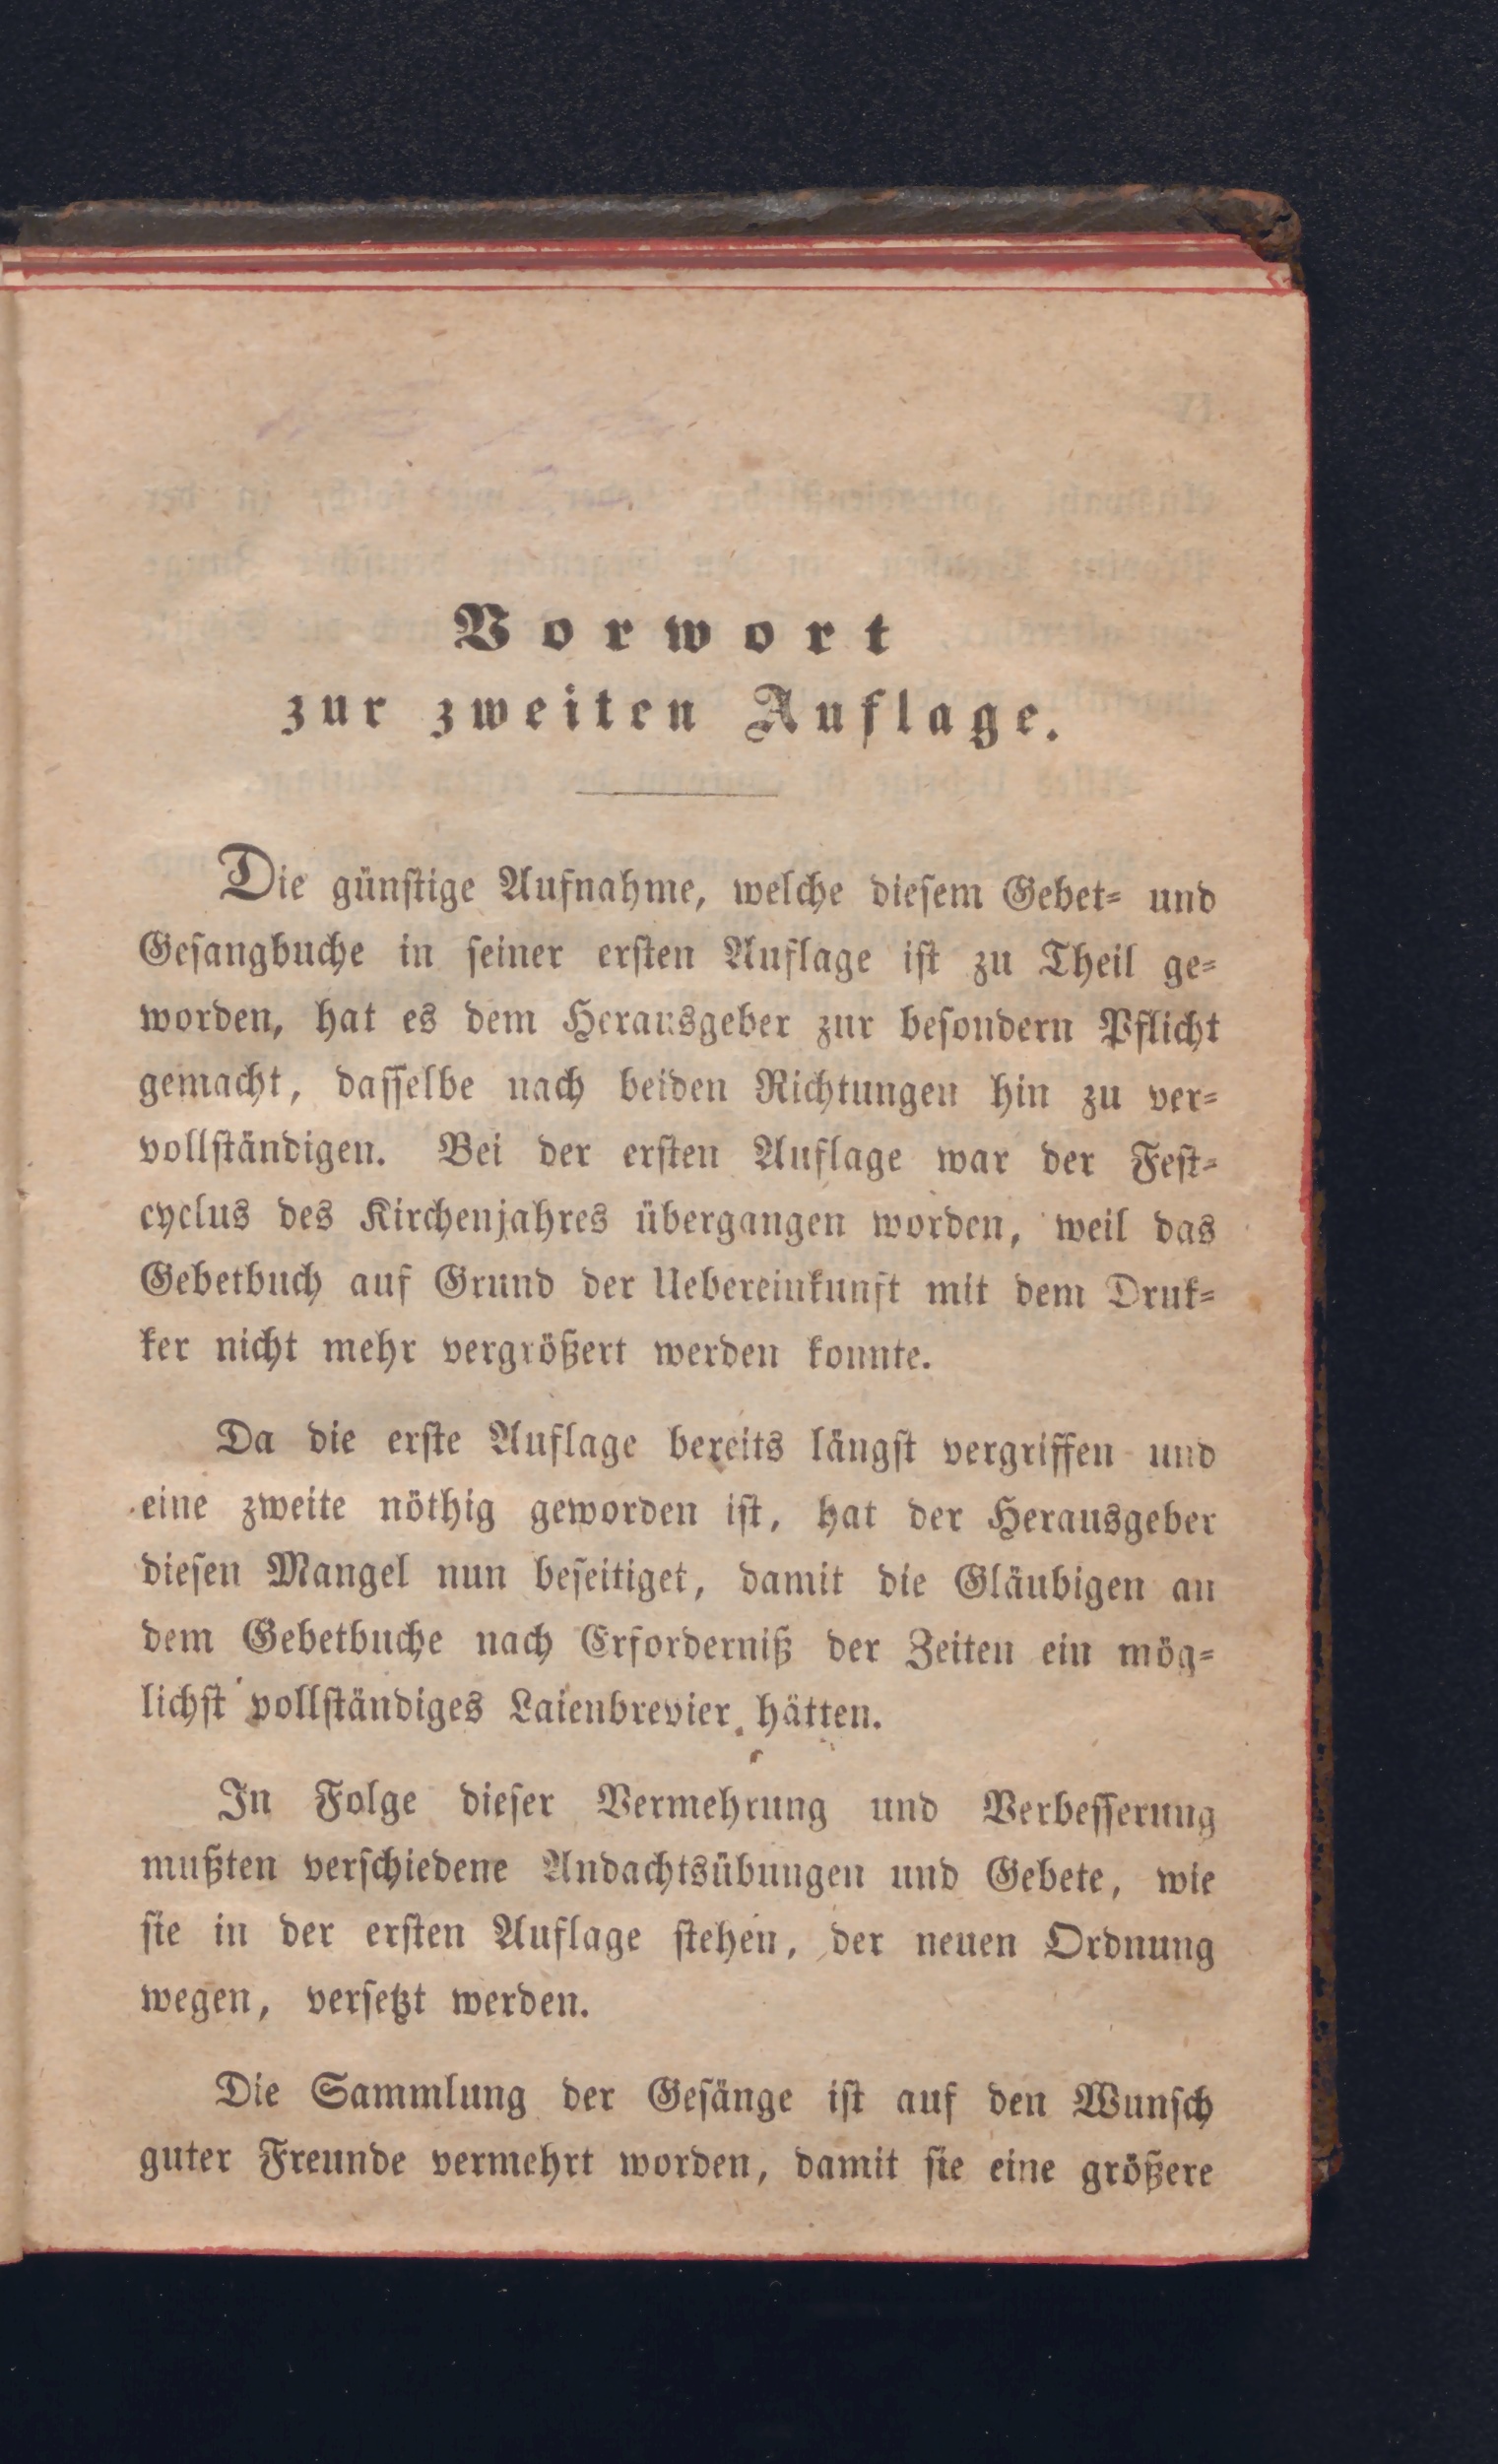 Vorwort
zur zweiten Auflage.
Die günſtige Aufnahme, welche dieſem Gebet- und
Geſangbuche in ſeiner erſten Auflage iſt zu Theil ge-
worden, hat es dem Herausgeber zur beſondern Pflicht
gemacht, daſſelbe nach beiden Richtungen hin zu ver-
vollſtändigen. Bei der erſten Auflage war der Feſt-
cyclus des Kirchenjahres übergangen worden, weil das
Gebetbuch auf Grund der Uebereinkunft mit dem Druk-
ker nicht mehr vergrößert werden konnte.
Da die erſte Auflage bereits längſt vergriffen und
eine zweite nöthig geworden iſt, hat der Herausgeber
dieſen Mangel nun beſeitiget, damit die Gläubigen an
dem Gebetbuche nach Erforderniß der Zeiten ein mög-
lichſt vollſtändiges Laienbrevier hätten.
In Folge dieſer Vermehrung und Verbeſſerung
mußten verſchiedene Andachtsübungen und Gebete, wie
ſie in der erſten Auflage ſtehen, der neuen Ordnung
wegen, verſetzt werden.
Die Sammlung der Geſänge iſt auf den Wunſch
guter Freunde vermehrt worden, damit ſie eine größere